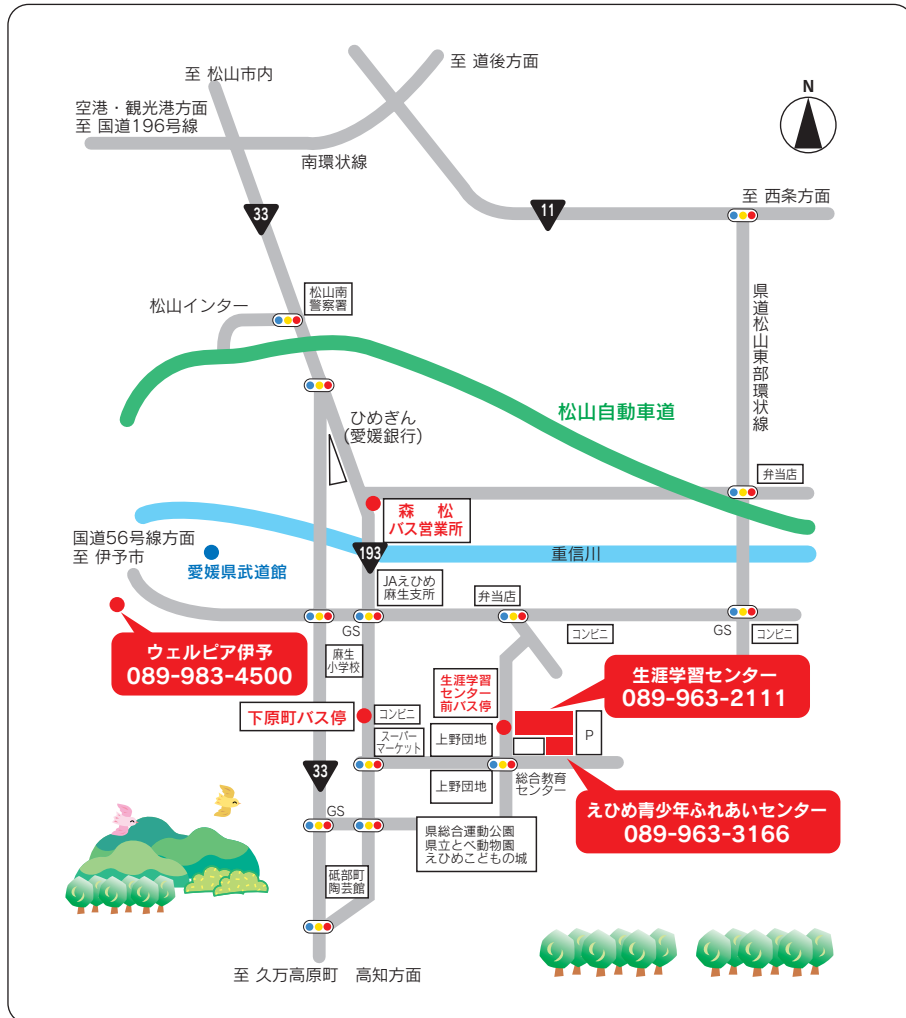 至 松山市内
至 道後方面
空港・観光港方面
至 国道196号線
南環状線
N
33
11
至 西条方面
松山インター
松山南
警察署
県道松山東部環状線
松山自動車道
ひめぎん
(愛媛銀行)
弁当店
森　松
バス営業所
国道56号線方面
至 伊予市
愛媛県武道館
193
重信川
JAえひめ
麻生支所
弁当店
GS
コンビニ
GS
コンビニ
ウェルピア伊予
089-983-4500
麻生
小学校
生涯学習
センター
前バス停
生涯学習センター
089-963-2111
下原町バス停
コンビニ
スーパー
マーケット
上野団地
P
33
上野団地
総合教育
センター
えひめ青少年ふれあいセンター
089-963-3166
GS
県総合運動公園
県立とべ動物園
えひめこどもの城
砥部町
陶芸館
至 久万高原町　高知方面